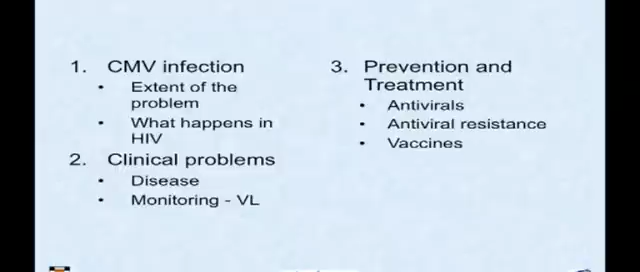 1. CMV infection
• Extent of the
problem
• What happens in
HIV
2. Clinical problems
• Disease
• Monitoring - VL
3. Prevention and
Treatment
• Antivirals
• Antiviral resistance
• Vaccines